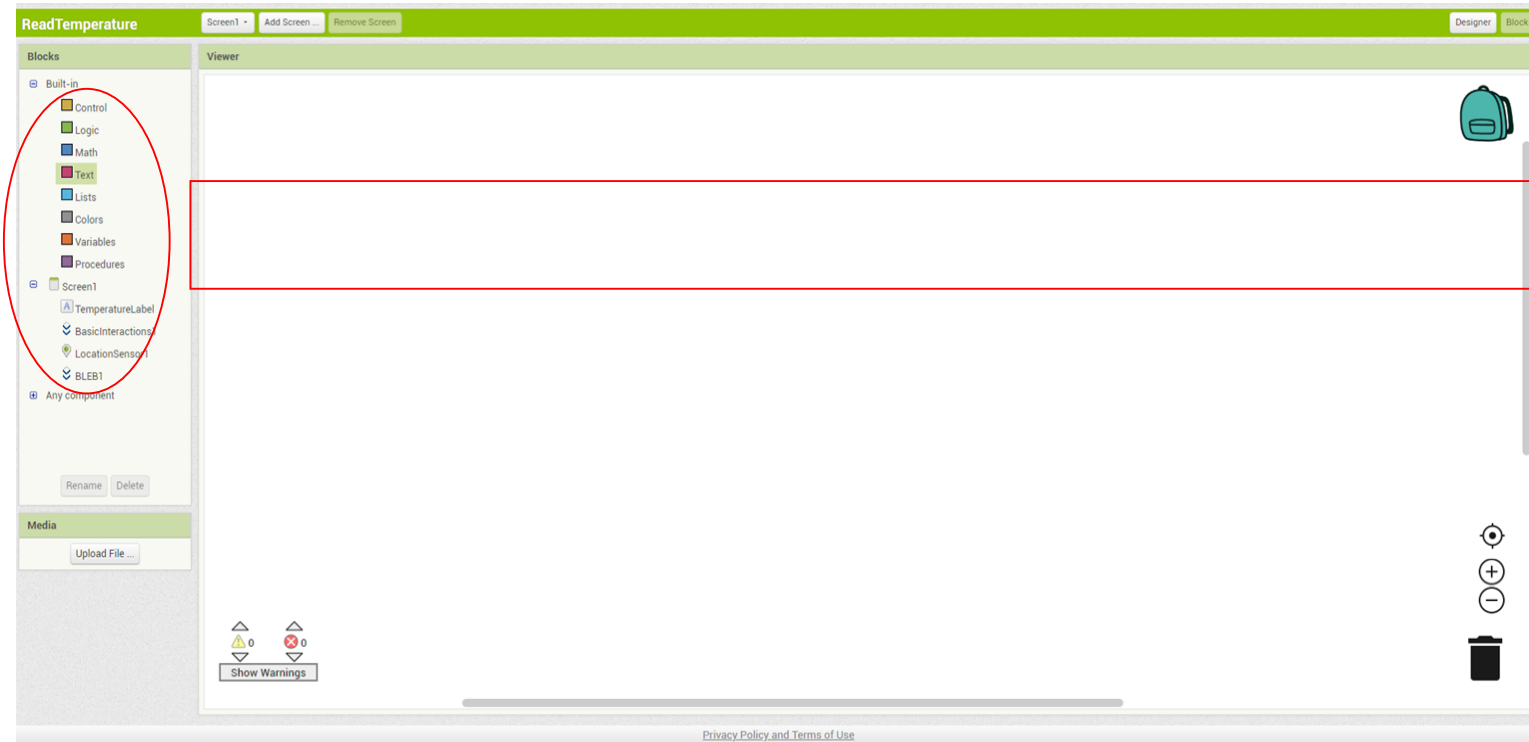 ReadTemperature
Screen1
Add Screen ...
Remove Screen
Designer
Block
Blocks
Viewer
Built-in
Control
Logic
Math
Text
Lists
Colors
Variables
Procedures
Screen1
A TemperatureLabel
BasicInteractions1
LocationSensor1
BLEB1
Any component
Rename
Delete
Media
Upload File ...
0
0
Show Warnings
Privacy Policy and Terms of Use